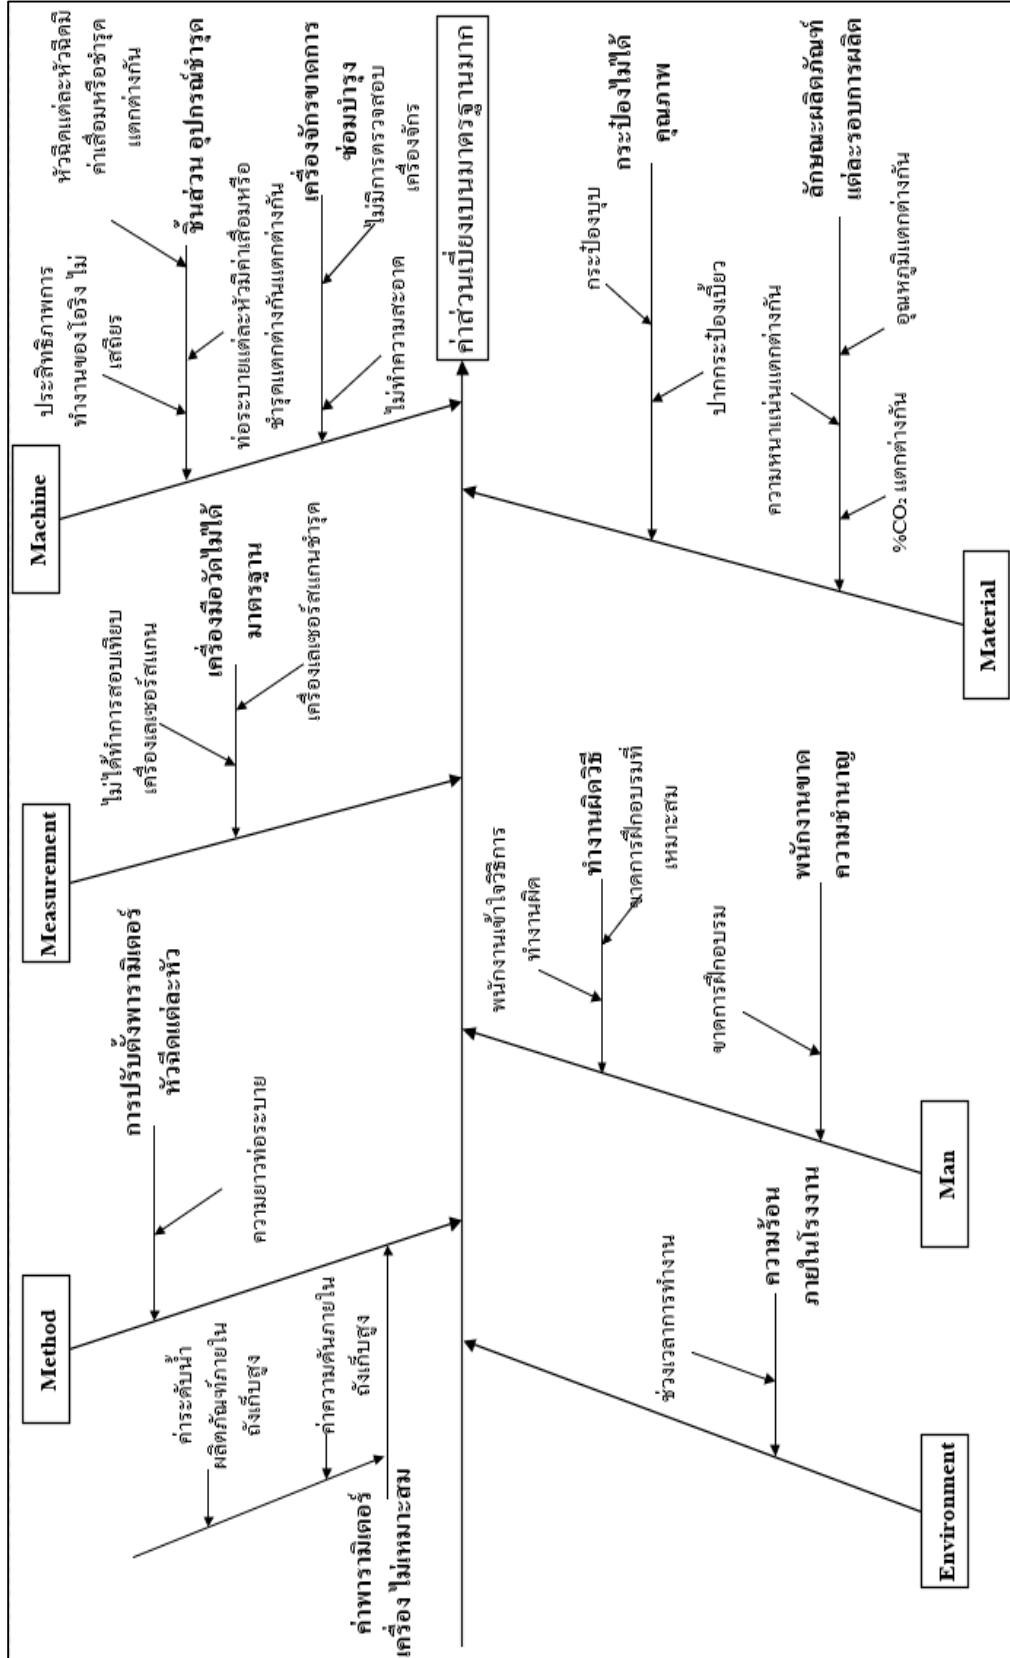 Method
Measurement
Machine
การปรับตั้งพารามิเตอร์
หัวฉีดแต่ละหัว
ความยาวท่อระบาย
ค่าระดับน้ำ
ผลิตภัณฑ์ภายใน
ถังเก็บสูง
ค่าความดันภายใน
ถังเก็บสูง
ค่าพารามิเตอร์
เครื่อง ไม่เหมาะสม
ไม่ได้ทำการสอบเทียบ
เครื่องเลเซอร์สแกน
เครื่องมือวัดไม่ได้
มาตรฐาน
เครื่องเลเซอร์สแกนชำรุด
ประสิทธิภาพการ
ทำงานของโอริง ไม่
เสถียร
หัวฉีดแต่ละหัวฉีดมี
ค่าเสื่อมหรือชำรุด
แตกต่างกัน
ชิ้นส่วน อุปกรณ์ชำรุด
ท่อระบายแต่ละหัวมีค่าเสื่อมหรือ
ชำรุดแตกต่างกันแตกต่างกัน
เครื่องจักรขาดการ
ซ่อมบำรุง
ไม่มีการตรวจสอบ
เครื่องจักร
ไม่ทำความสะอาด
ค่าส่วนเบี่ยงเบนมาตรฐานมาก
ช่วงเวลาการทำงาน
ความร้อน
ภายในโรงงาน
พนักงานเข้าใจวิธีการ
ทำงานผิด
ทำงานผิดวิธี
ขาดการฝึกอบรมที่
เหมาะสม
ขาดการฝึกอบรม
พนักงานขาด
ความชำนาญ
กระป๋องบุบ
กระป๋องไม่ได้
คุณภาพ
ปากกระป๋องเบี้ยว
ความหนาแน่นแตกต่างกัน
ลักษณะผลิตภัณฑ์
แต่ละรอบการผลิต
%CO₂ แตกต่างกัน
อุณหภูมิแตกต่างกัน
Environment
Man
Material